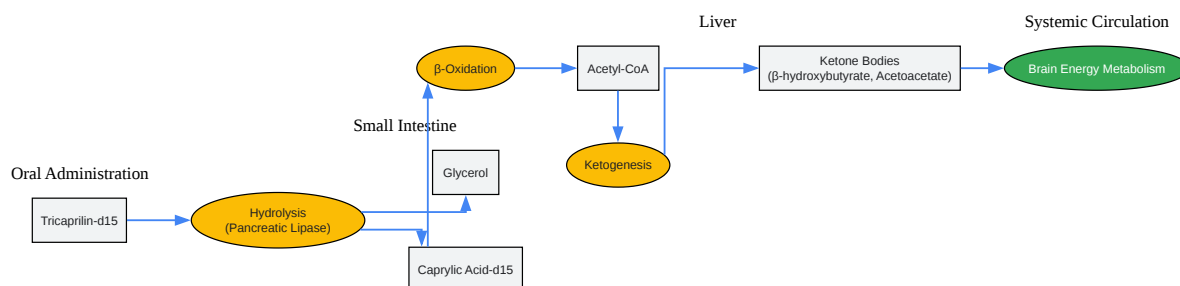 Oral Administration
Tricaprilin-d15
Small Intestine
Hydrolysis
(Pancreatic Lipase)
Glycerol
Caprylic Acid-d15
Liver
β-Oxidation
Acetyl-CoA
Ketogenesis
Ketone Bodies
(β-hydroxybutyrate, Acetoacetate)
Systemic Circulation
Brain Energy Metabolism